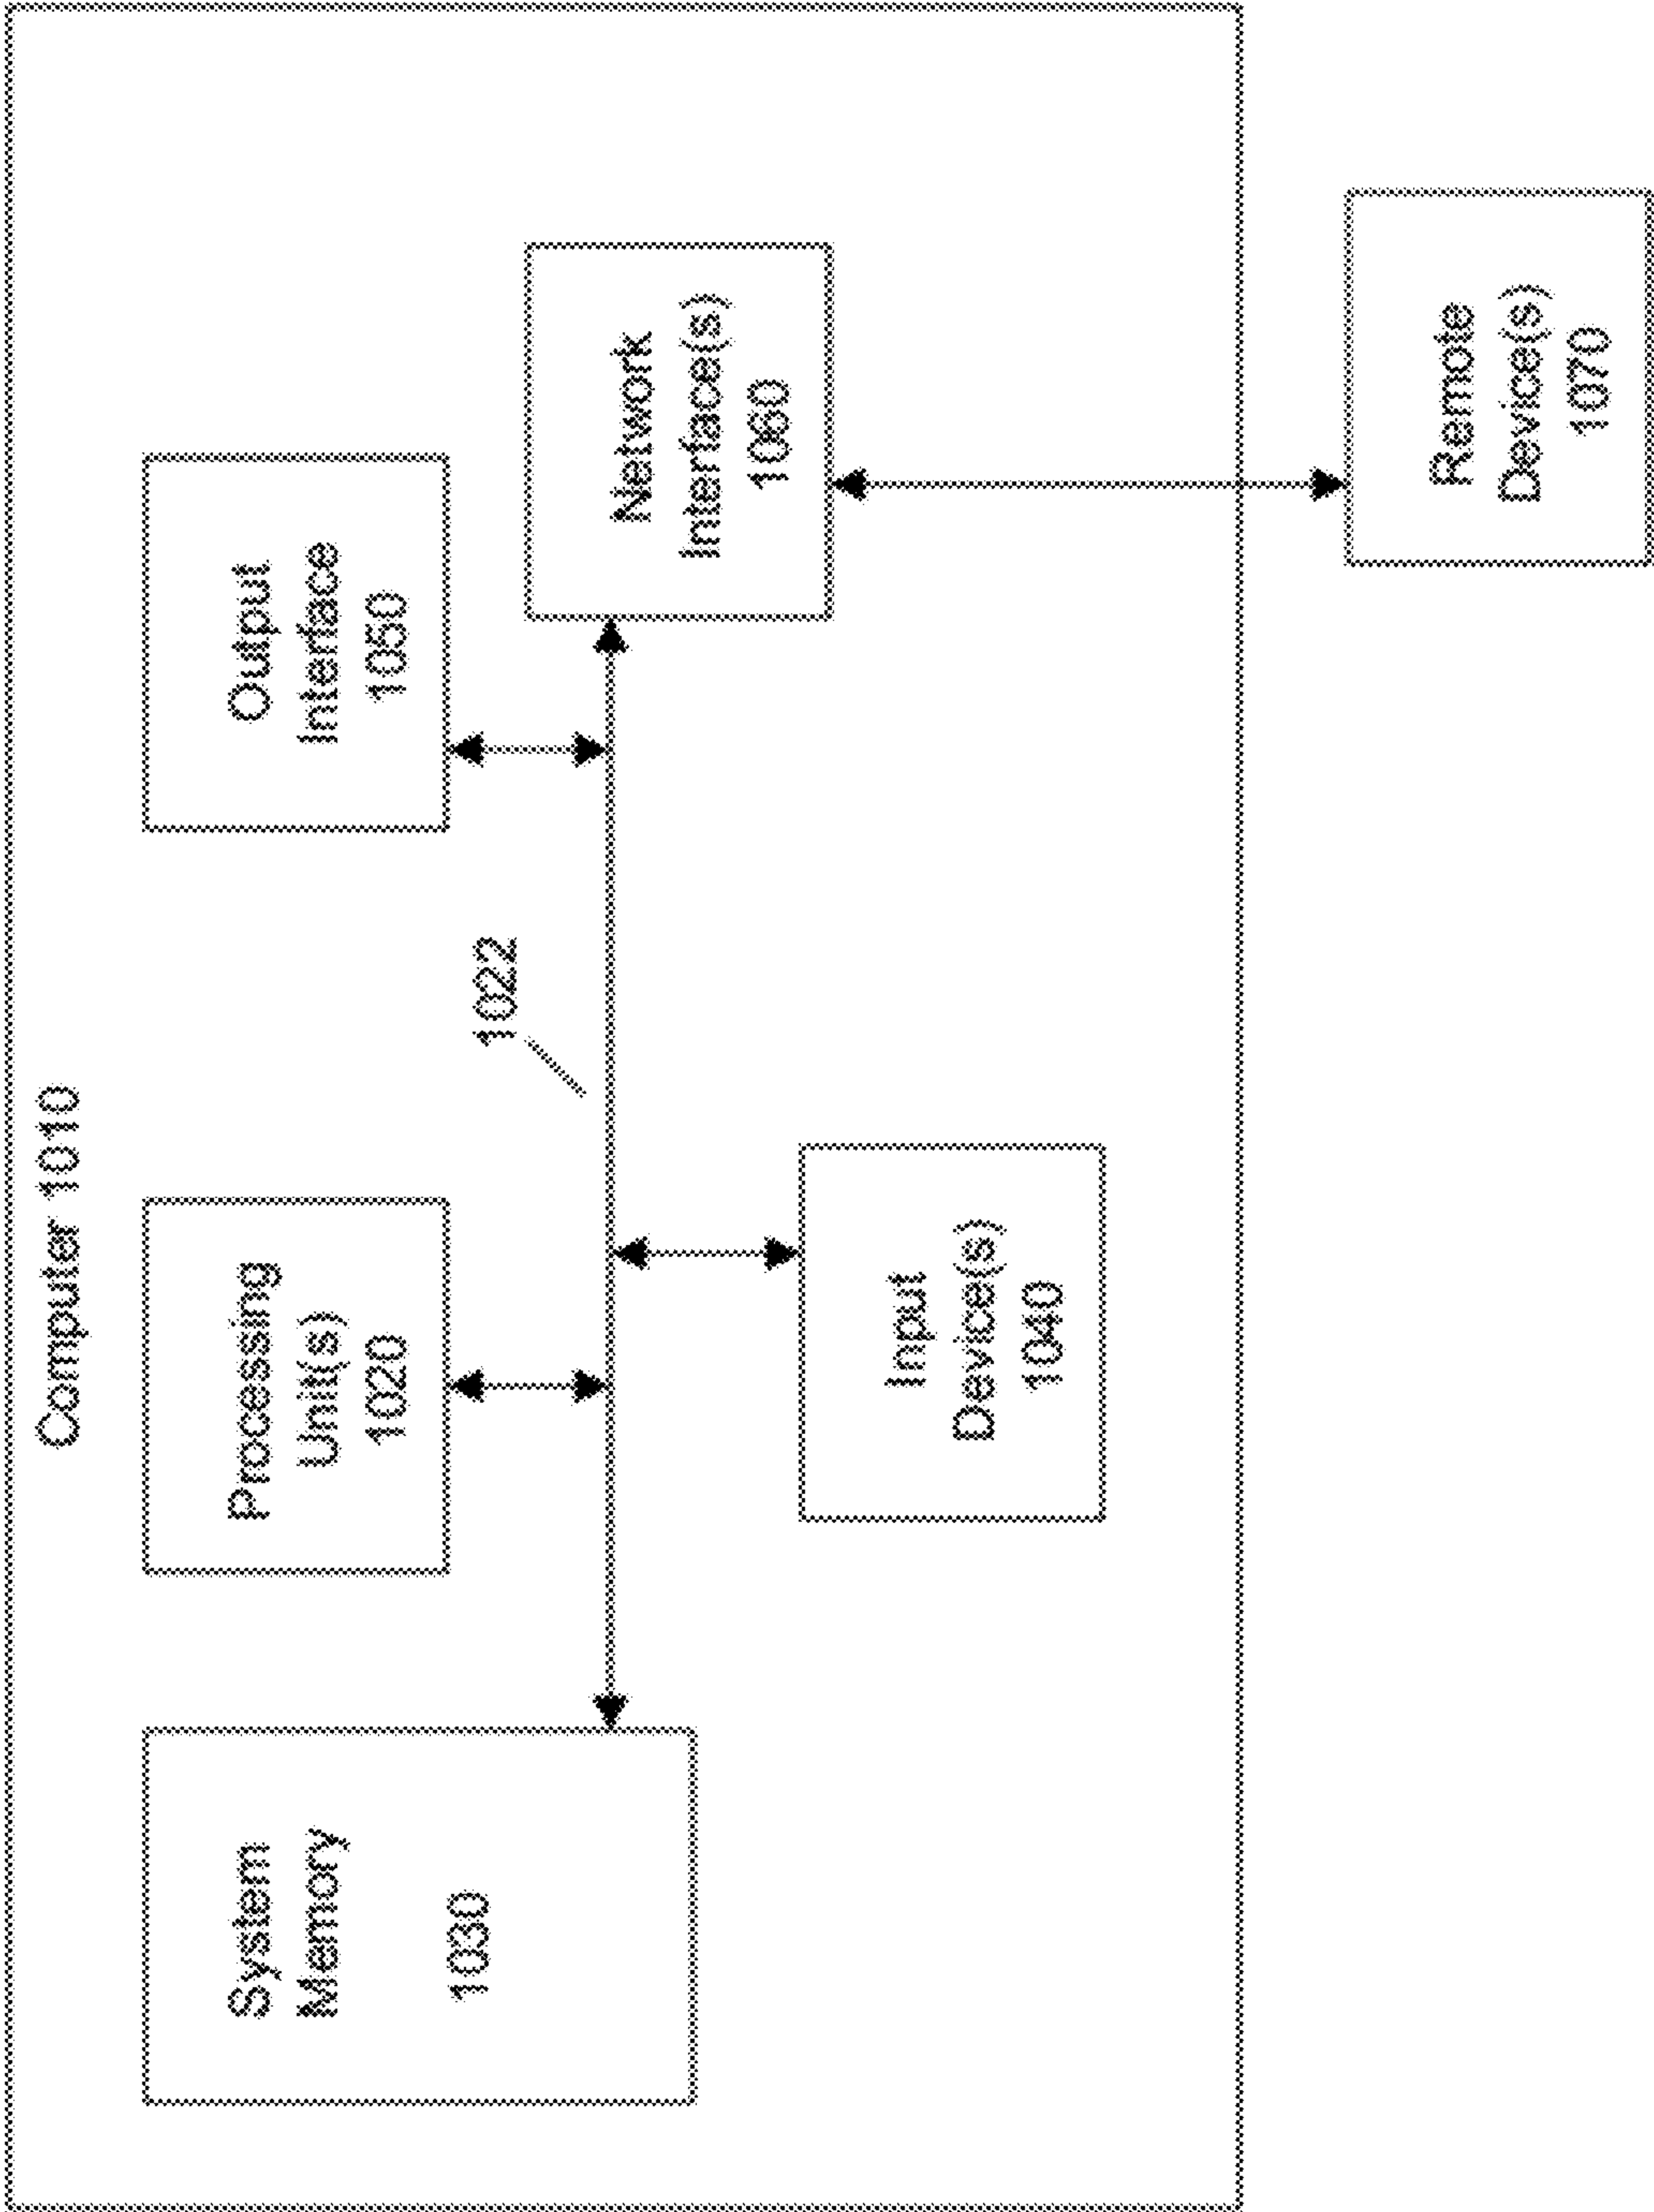 Computer 1010
System
Memory
1030
Processing
Unit(s)
1020
Output
Interface
1050
1022
Network
Interface(s)
1060
Input
Device(s)
1040
Remote
Device(s)
1070